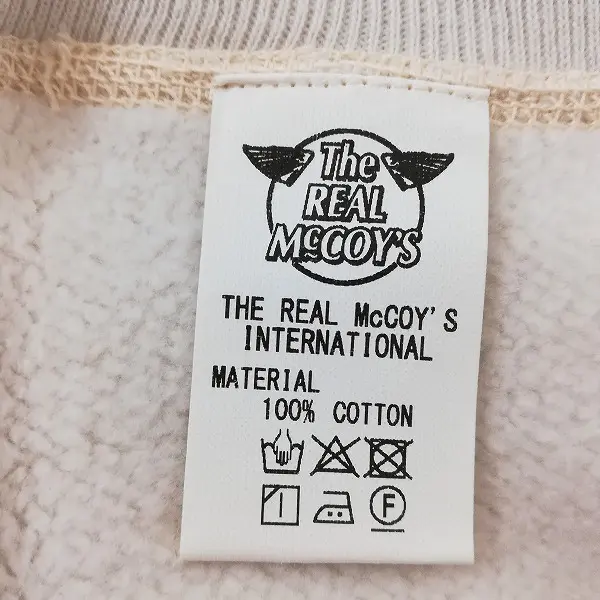 The
REAL
McCOY'S
THE REAL McCOY'S
INTERNATIONAL
MATERIAL
100% COTTON
F